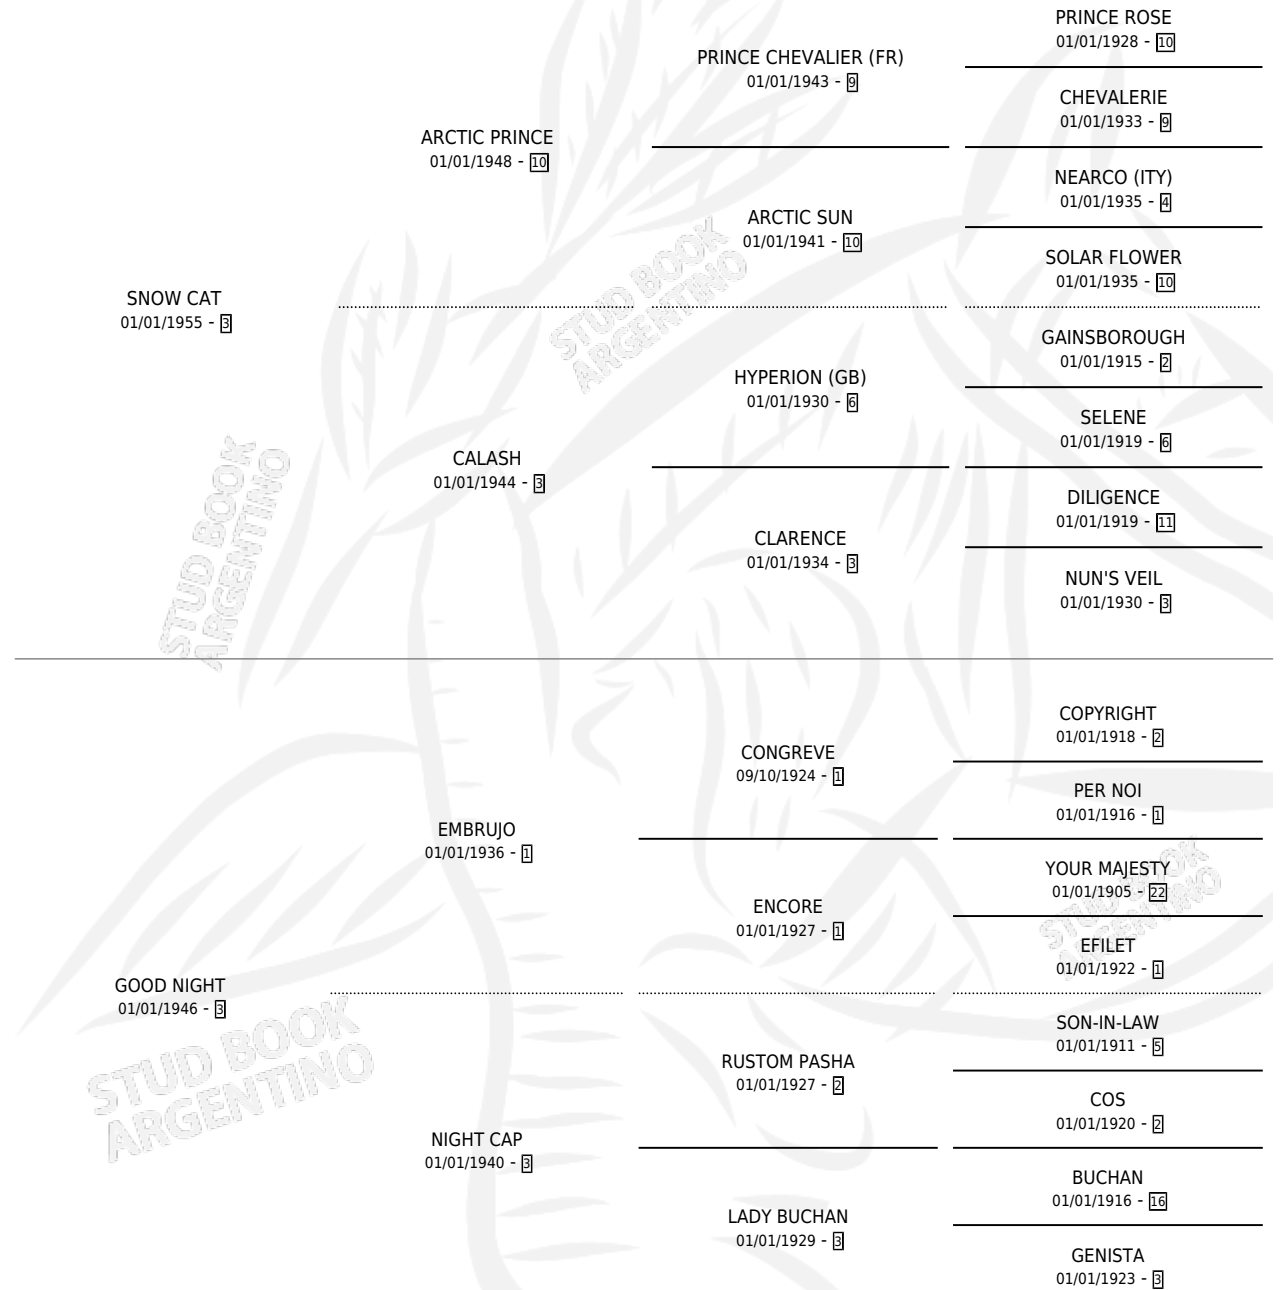 PRINCE ROSE
01/01/1928 - 10
PRINCE CHEVALIER (FR)
01/01/1943 - 9
CHEVALERIE
01/01/1933 - 9
ARCTIC PRINCE
01/01/1948 - 10
NEARCO (ITY)
01/01/1935 - 4
ARCTIC SUN
01/01/1941 - 10
SOLAR FLOWER
01/01/1935 - 10
SNOW CAT
01/01/1955 - 3
GAINSBOROUGH
01/01/1915 - 2
HYPERION (GB)
01/01/1930 - 6
SELENE
01/01/1919 - 6
CALASH
01/01/1944 - 3
DILIGENCE
01/01/1919 - 11
CLARENCE
01/01/1934 - 3
NUN'S VEIL
01/01/1930 - 3
COPYRIGHT
01/01/1918 - 2
CONGREVE
09/10/1924 - 1
PER NOI
01/01/1916 - 1
EMBRUJO
01/01/1936 - 1
YOUR MAJESTY
01/01/1905 - 22
ENCORE
01/01/1927 - 1
EFILET
01/01/1922 - 1
GOOD NIGHT
01/01/1946 - 3
SON-IN-LAW
01/01/1911 - 5
RUSTOM PASHA
01/01/1927 - 2
COS
01/01/1920 - 2
NIGHT CAP
01/01/1940 - 3
BUCHAN
01/01/1916 - 16
LADY BUCHAN
01/01/1929 - 3
GENISTA
01/01/1923 - 3
STUD BOOK
ARGENTINO
STUD BOOK
ARGENTINO
STUD BOOK
ARGENTINO
STUD BOOK
ARGENTINO